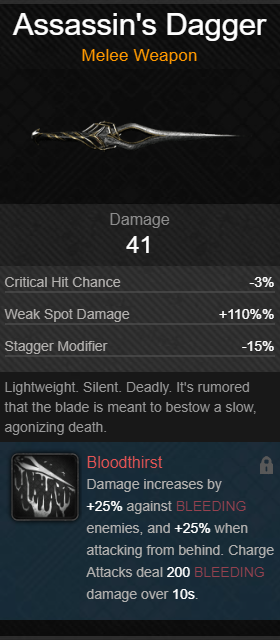 Assassin's Dagger
Melee Weapon
Damage
41
Critical Hit Chance -3%
Weak Spot Damage +110%%
Stagger Modifier -15%
Lightweight. Silent. Deadly. It's rumored
that the blade is meant to bestow a slow,
agonizing death.
Bloodthirst
Damage increases by
+25% against BLEEDING
enemies, and +25% when
attacking from behind. Charge
Attacks deal 200 BLEEDING
damage over 10s.